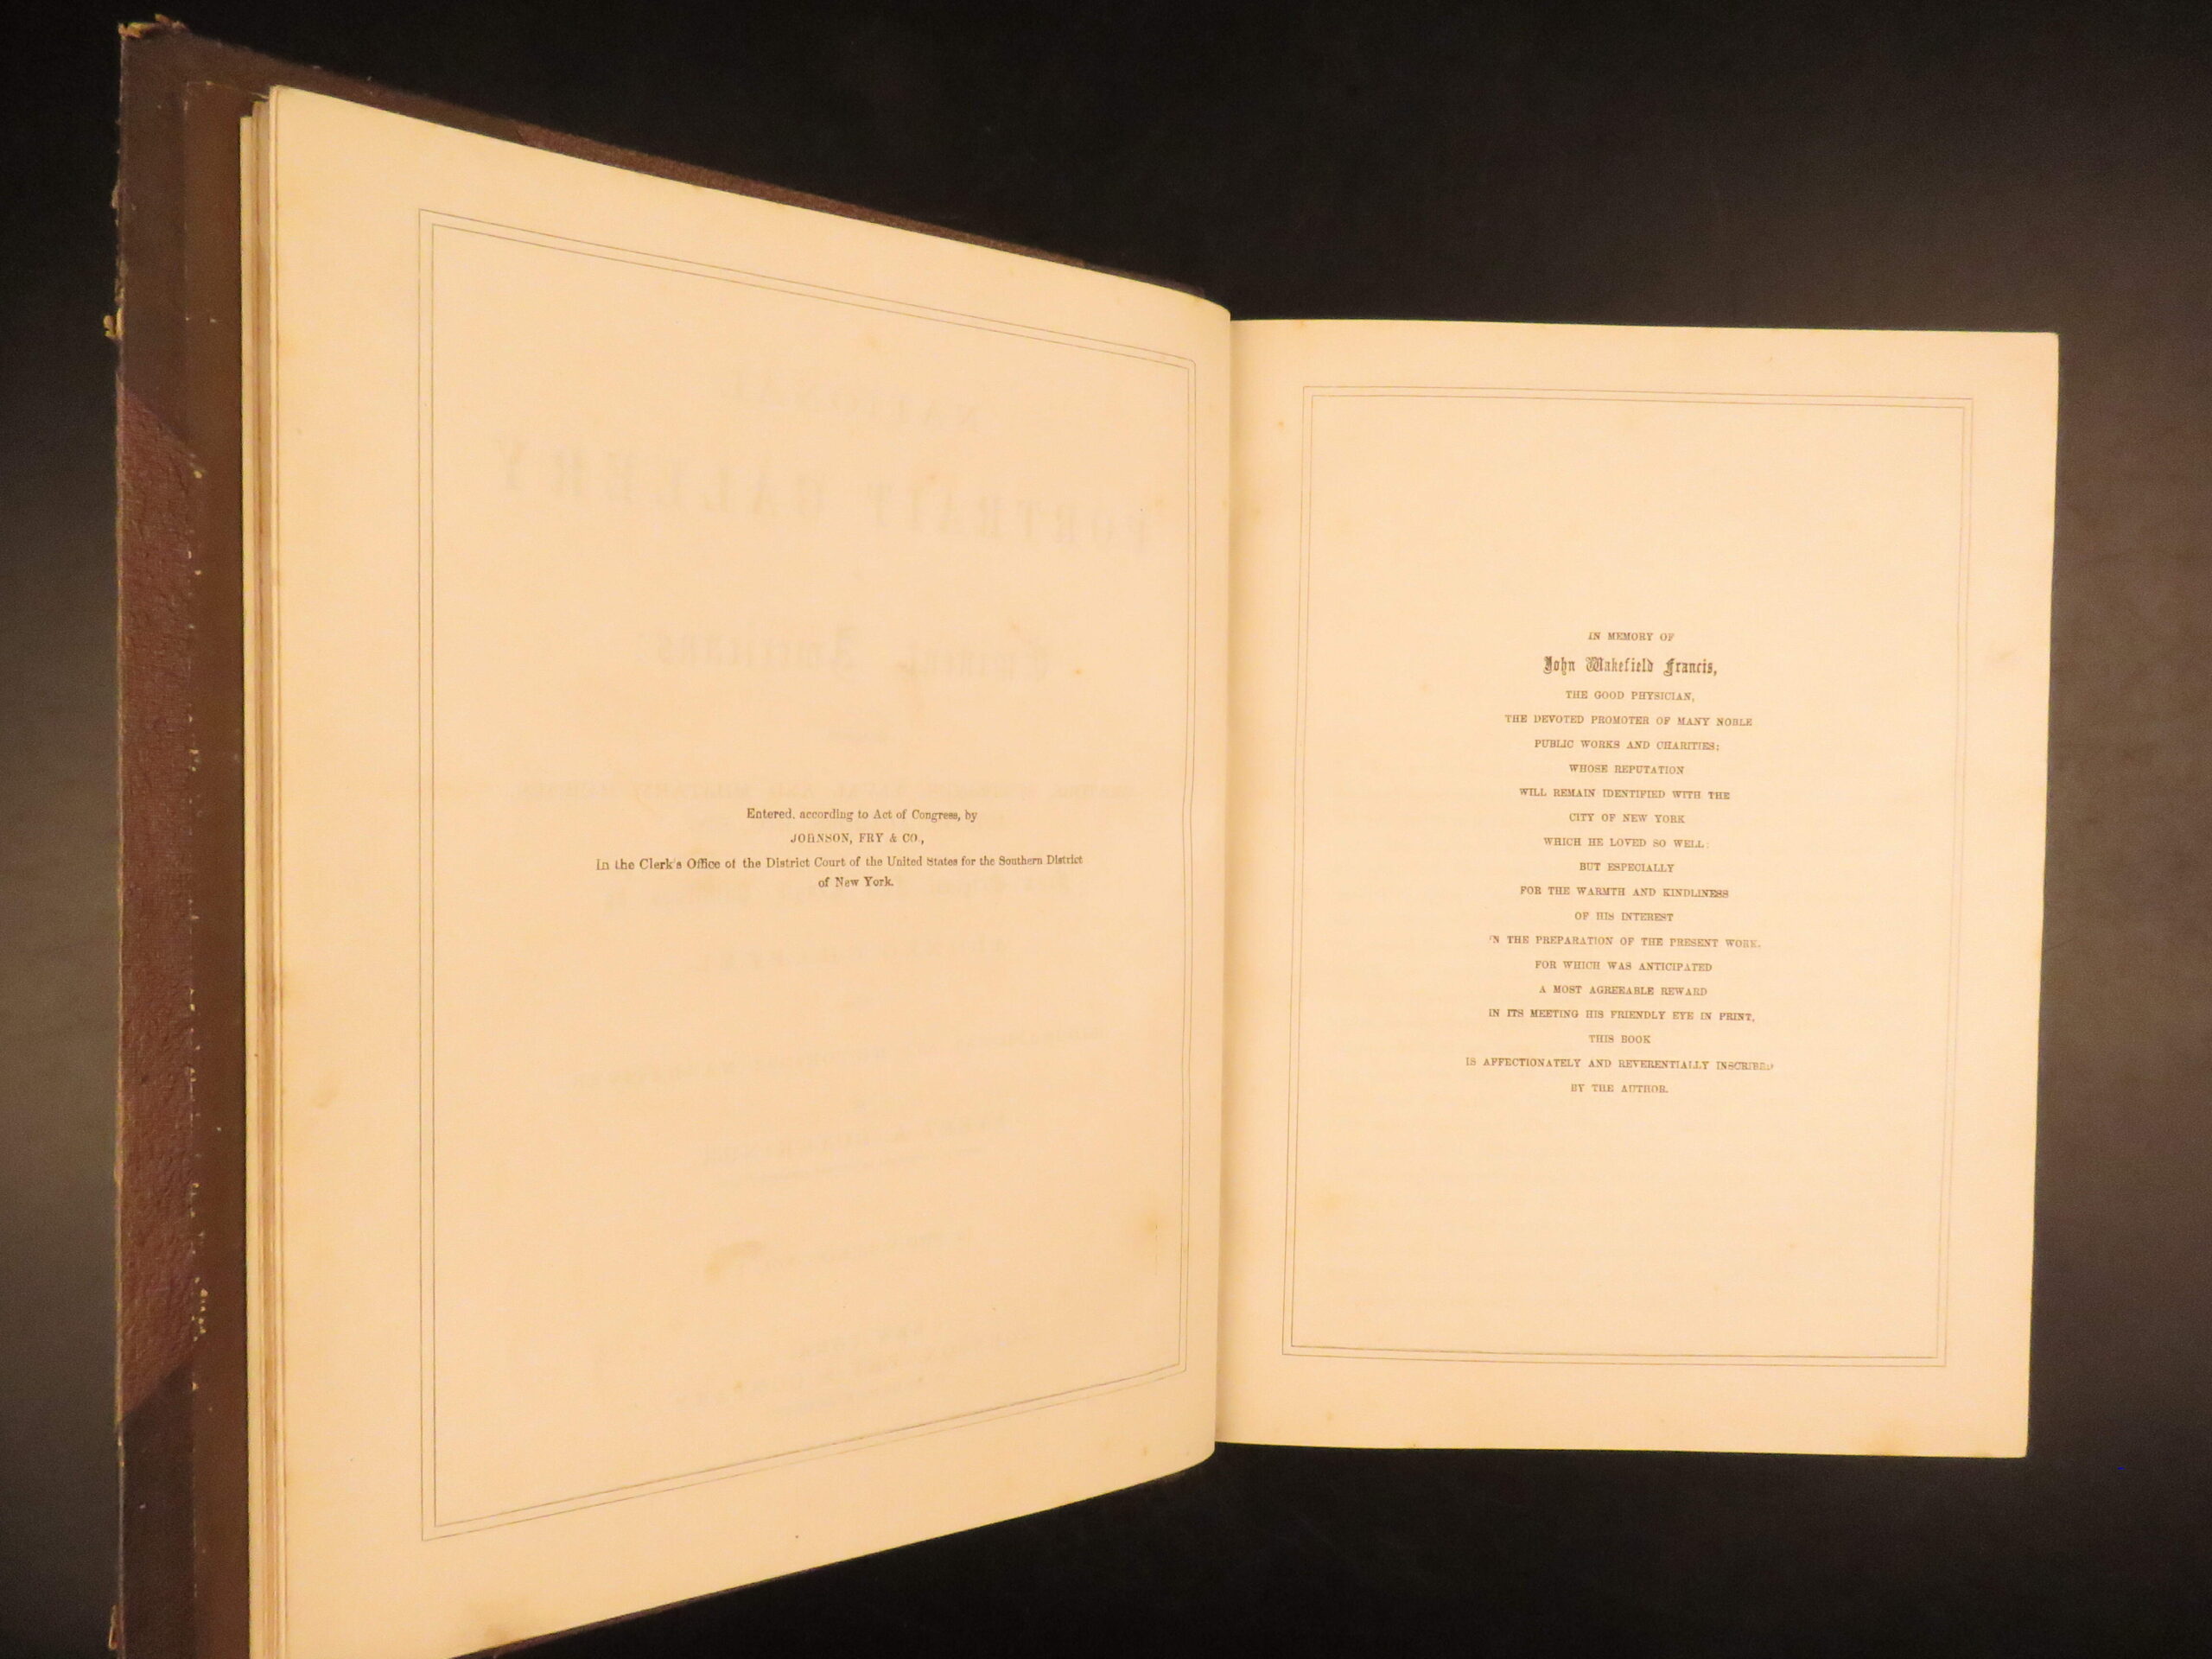 Entered, according to Act of Congress, by
JOHNSON, FRY & CO.,
In the Clerk's Office of the District Court of the United States for the Southern District
of New York.
IN MEMORY OF
John Wakefield Francis,
THE GOOD PHYSICIAN,
THE DEVOTED PROMOTER OF MANY NOBLE
PUBLIC WORKS AND CHARITIES;
WHOSE REPUTATION
WILL REMAIN IDENTIFIED WITH THE
CITY OF NEW YORK
WHICH HE LOVED SO WELL;
BUT ESPECIALLY
FOR THE WARMTH AND KINDLINESS
OF HIS INTEREST
IN THE PREPARATION OF THE PRESENT WORK,
FOR WHICH WAS ANTICIPATED
A MOST AGREEABLE REWARD
IN ITS MEETING HIS FRIENDLY EYE IN PRINT,
THIS BOOK
IS AFFECTIONATELY AND REVERENTIALLY INSCRIBED
BY THE AUTHOR.